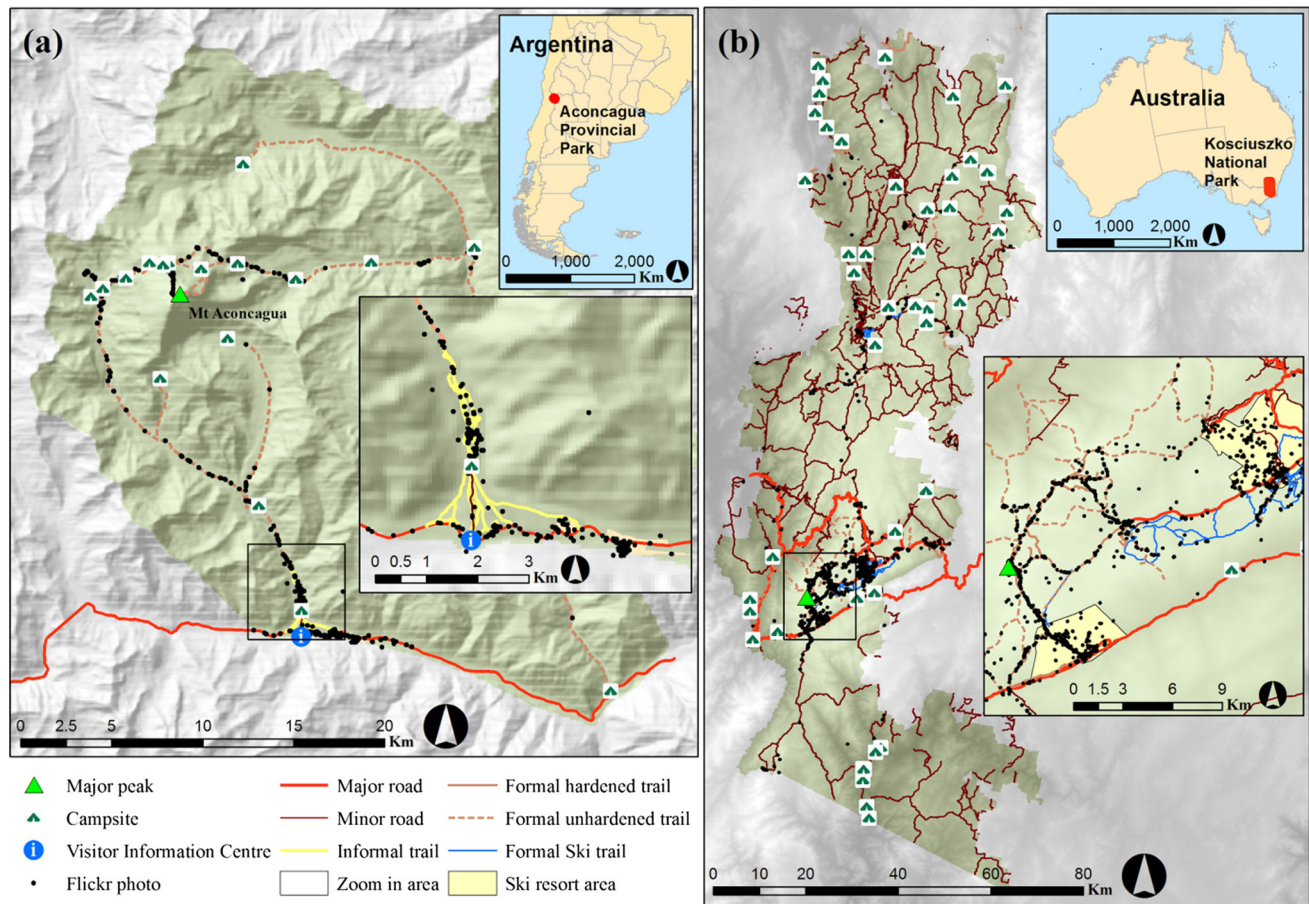 (a)
Argentina
Aconcagua
Provincial
Park
0 1,000 2,000
Km
Mt Aconcagua
0 0.5 1 2 3
Km
i
i
0 2.5 5 10 15 20
Km
(b)
Australia
Kosciuszko
National
Park
0 1,000 2,000
Km
0 1.5 3 6 9
Km
0 10 20 40 60 80
Km
Major peak
Campsite
i Visitor Information Centre
Flickr photo
Major road
Minor road
Informal trail
Zoom in area
Formal hardened trail
Formal unhardened trail
Formal Ski trail
Ski resort area